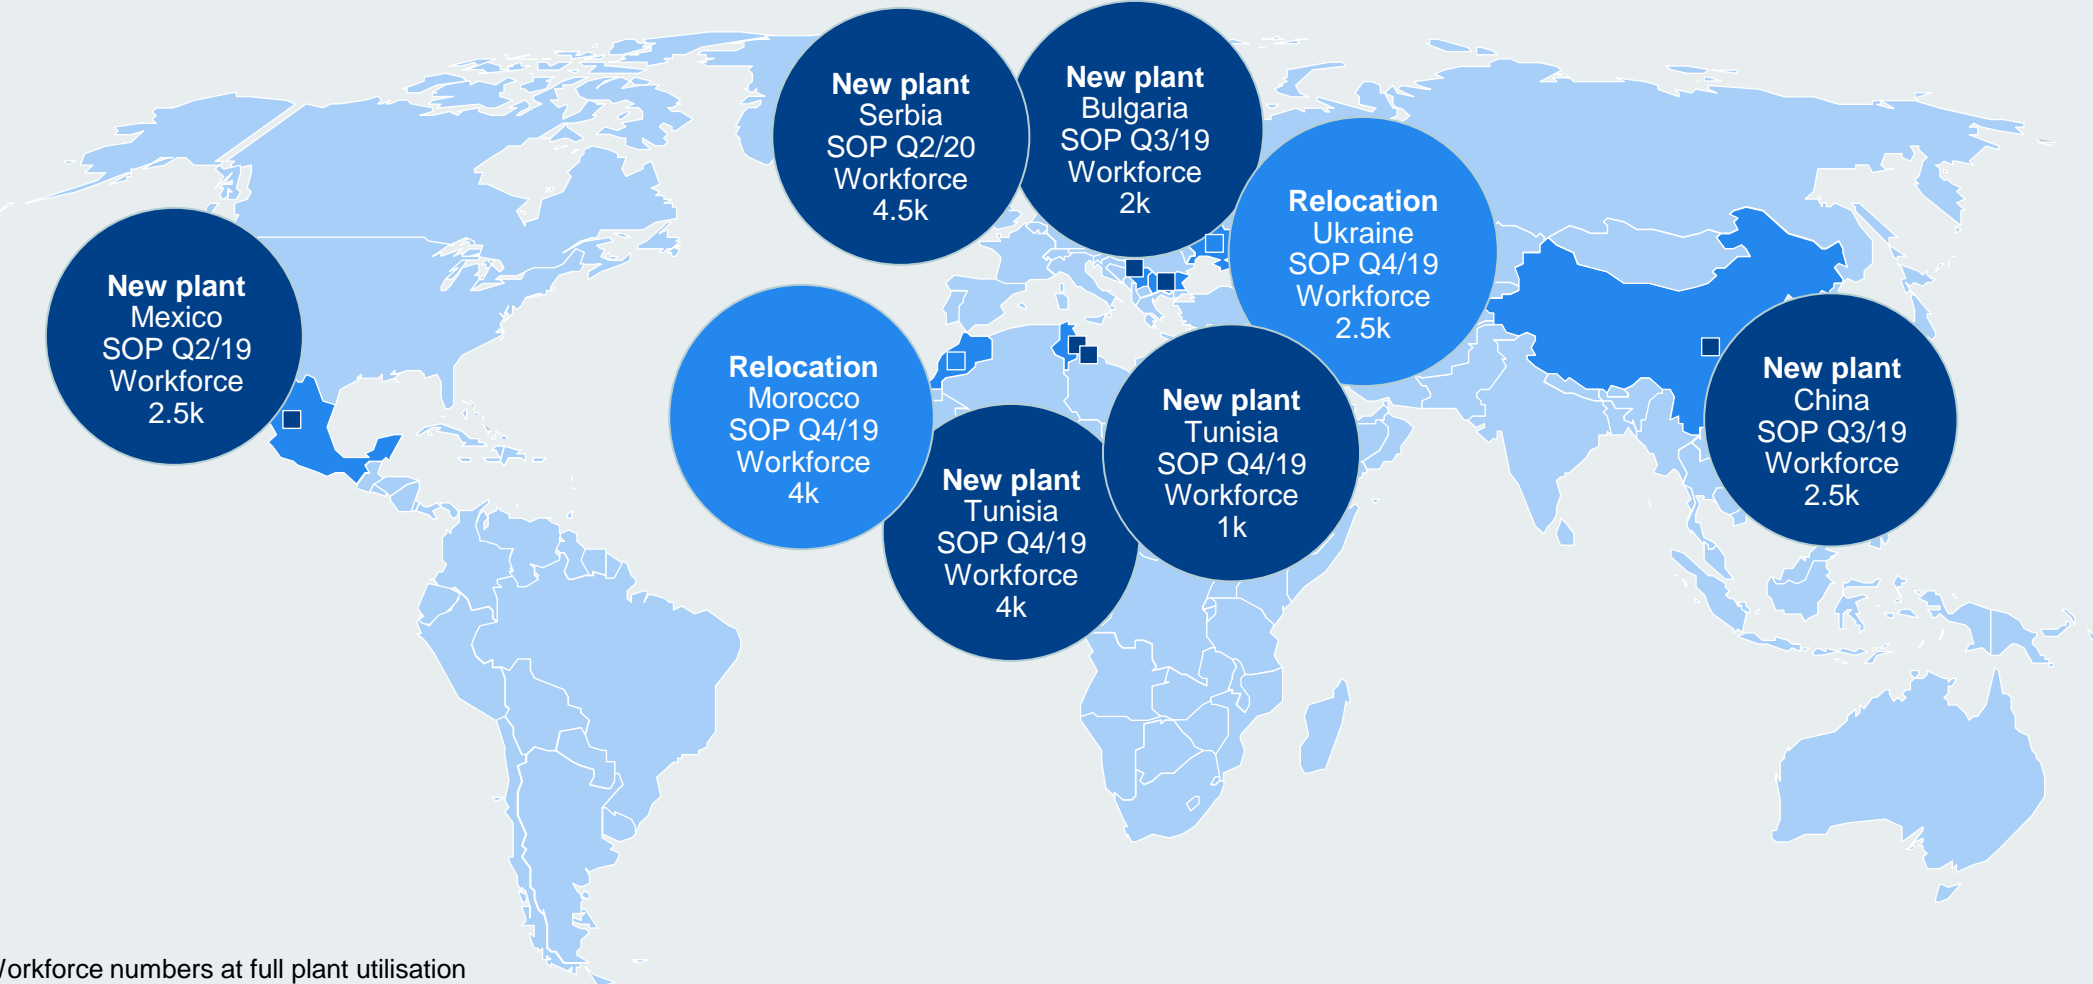 New plant
Serbia
SOP Q2/20
Workforce
4.5k
New plant
Bulgaria
SOP Q3/19
Workforce
2k
Relocation
Ukraine
SOP Q4/19
Workforce
2.5k
New plant
Mexico
SOP Q2/19
Workforce
2.5k
Relocation
Morocco
SOP Q4/19
Workforce
4k
New plant
Tunisia
SOP Q4/19
Workforce
4k
New plant
Tunisia
SOP Q4/19
Workforce
1k
New plant
China
SOP Q3/19
Workforce
2.5k
numbers at full plant utilisation